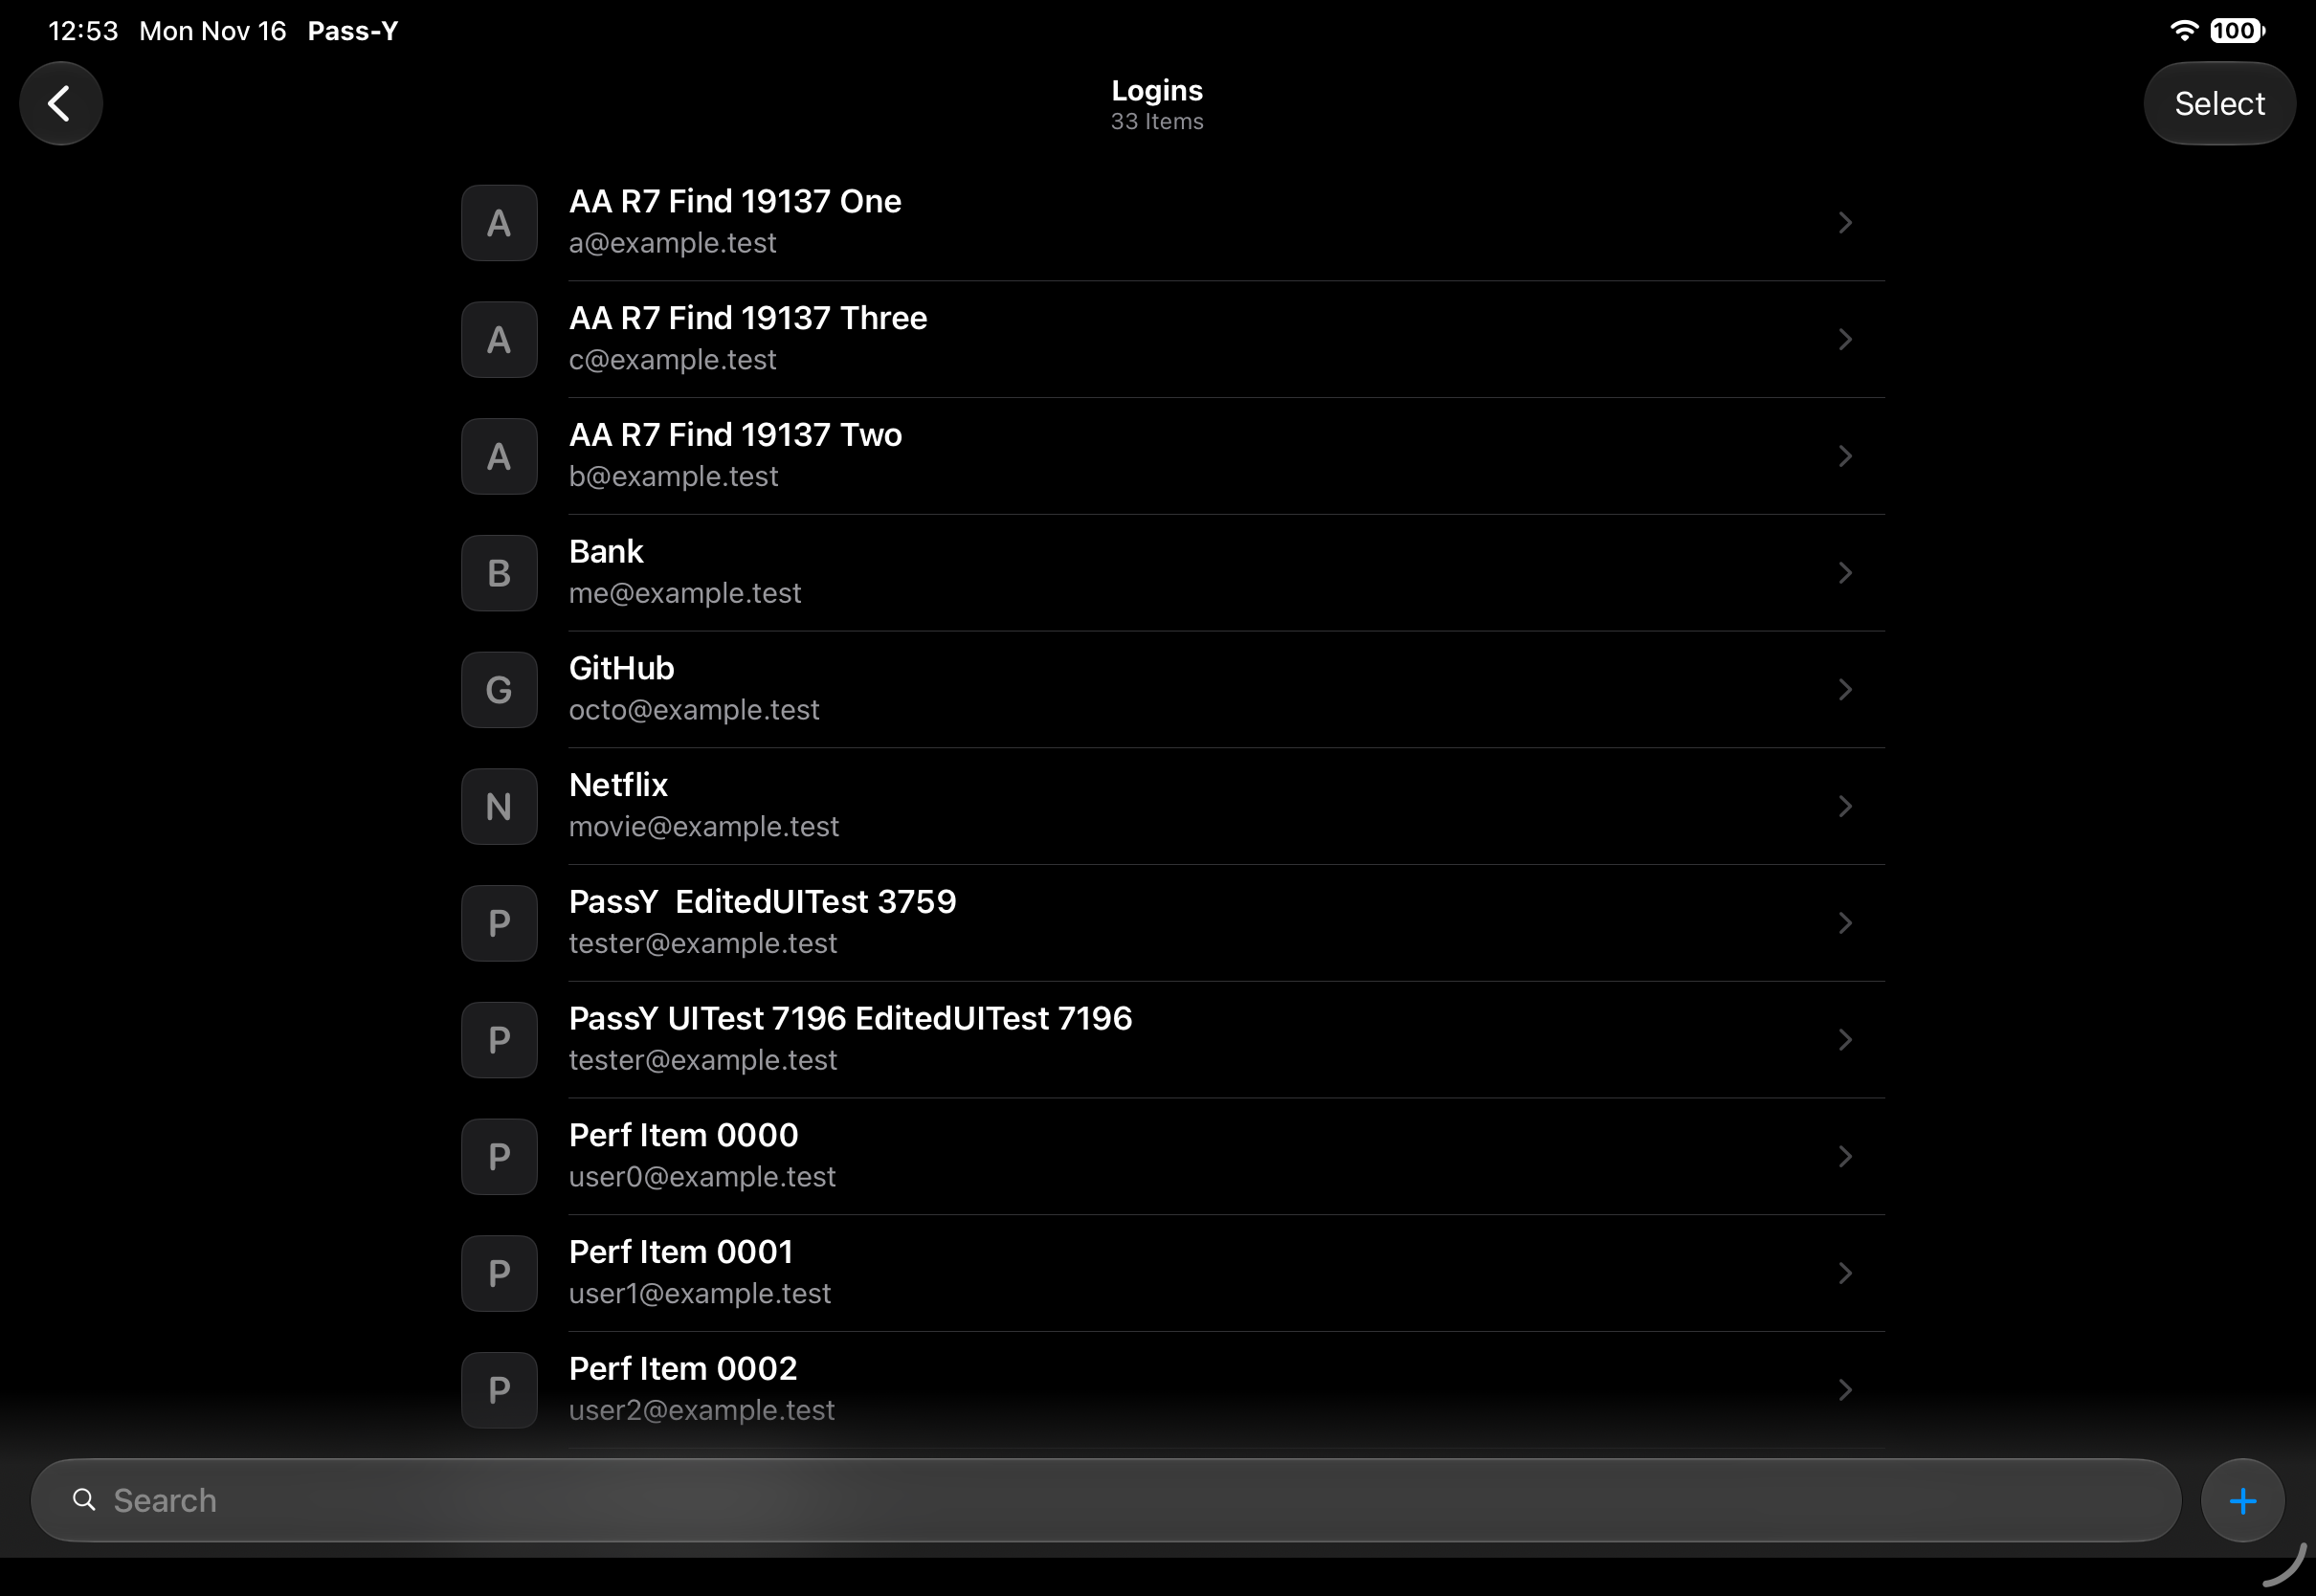 12:53 Mon Nov 16 Pass-Y
100
Logins
33 Items
Select
A
AA R7 Find 19137 One
a@example.test
A
AA R7 Find 19137 Three
c@example.test
A
AA R7 Find 19137 Two
b@example.test
B
Bank
me@example.test
G
GitHub
octo@example.test
N
Netflix
movie@example.test
P
PassY  EditedUITest 3759
tester@example.test
P
PassY UITest 7196 EditedUITest 7196
tester@example.test
P
Perf Item 0000
user0@example.test
P
Perf Item 0001
user1@example.test
P
Perf Item 0002
user2@example.test
Search